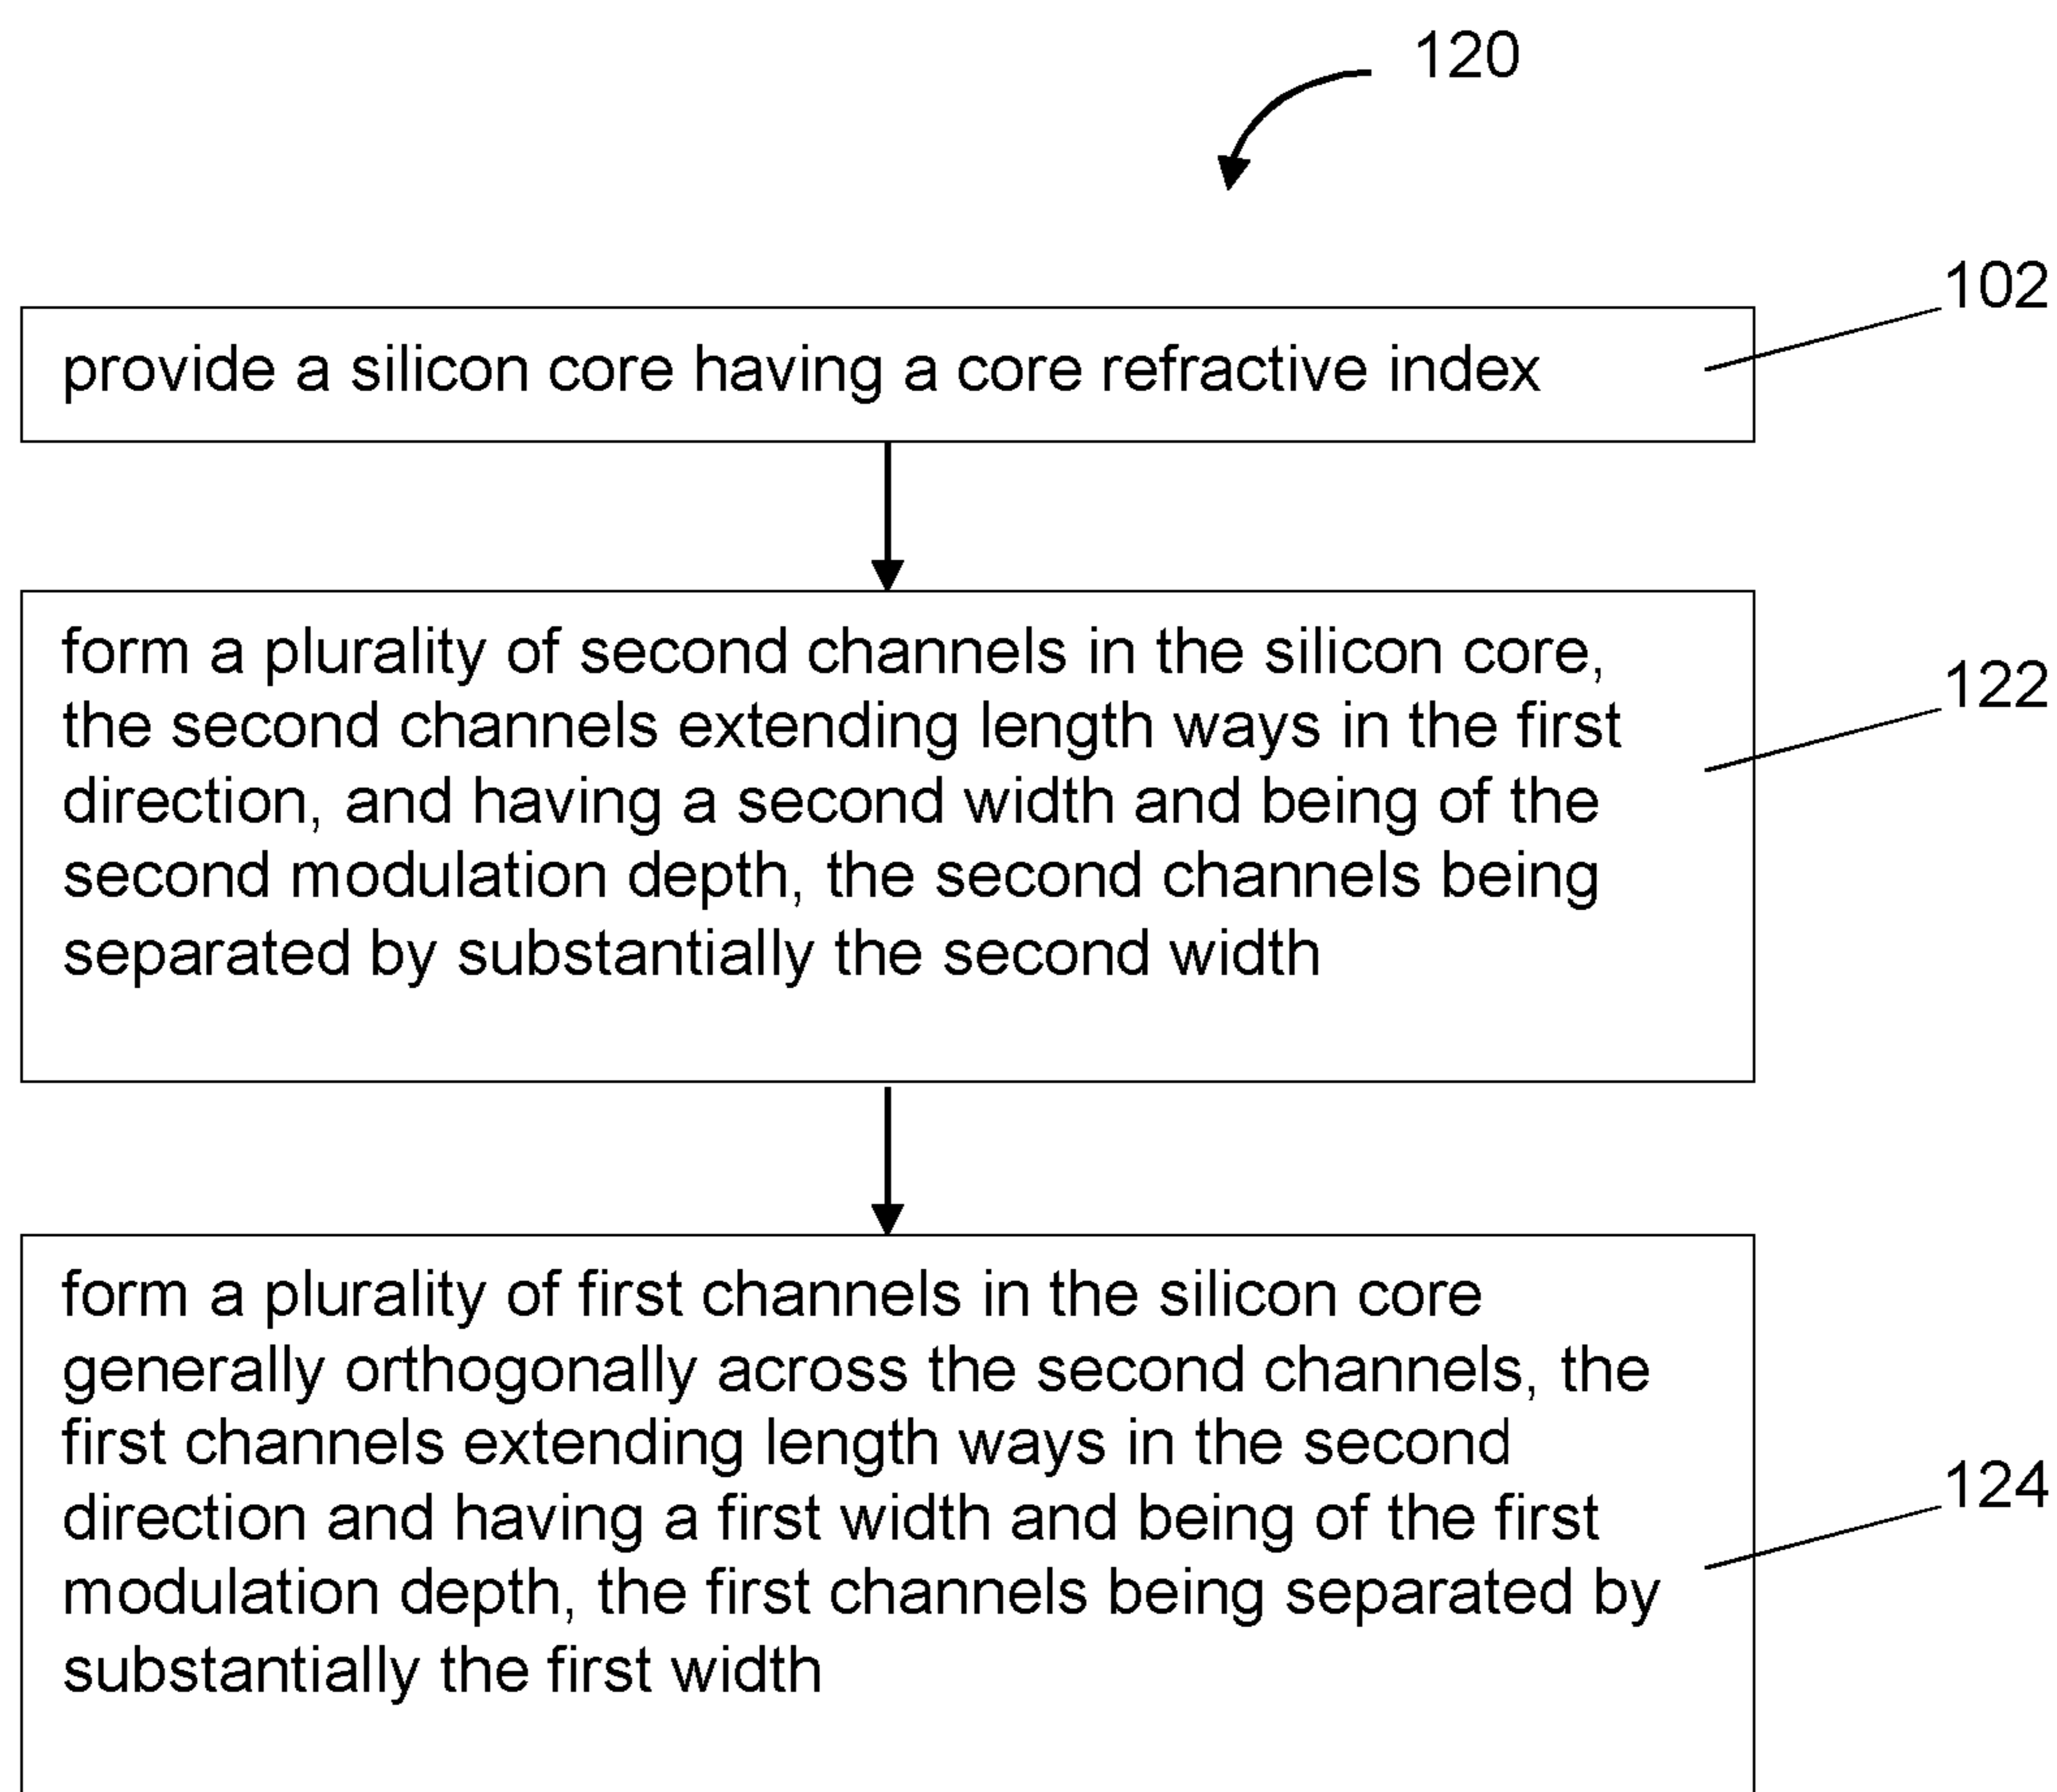 120
102
provide a silicon core having a core refractive index
form a plurality of second channels in the silicon core,
the second channels extending length ways in the first
direction, and having a second width and being of the
second modulation depth, the second channels being
separated by substantially the second width
122
form a plurality of first channels in the silicon core
generally orthogonally across the second channels, the
first channels extending length ways in the second
direction and having a first width and being of the first
modulation depth, the first channels being separated by
substantially the first width
124